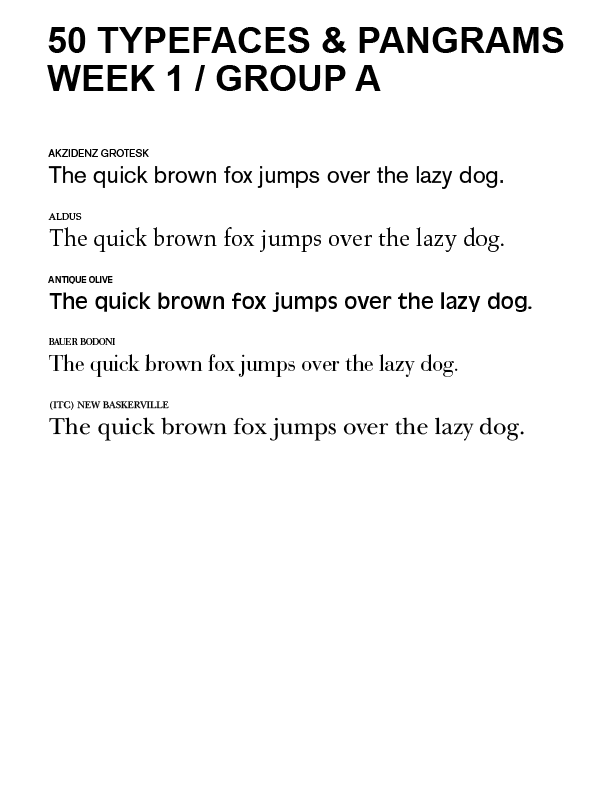 50 TYPEFACES & PANGRAMS
WEEK 1 / GROUP A
AKZIDENZ GROTESK
The quick brown fox jumps over the lazy dog.
ALDUS
The quick brown fox jumps over the lazy dog.
ANTIQUE OLIVE
The quick brown fox jumps over the lazy dog.
BAUER BODONI
The quick brown fox jumps over the lazy dog.
(ITC) NEW BASKERVILLE
The quick brown fox jumps over the lazy dog.